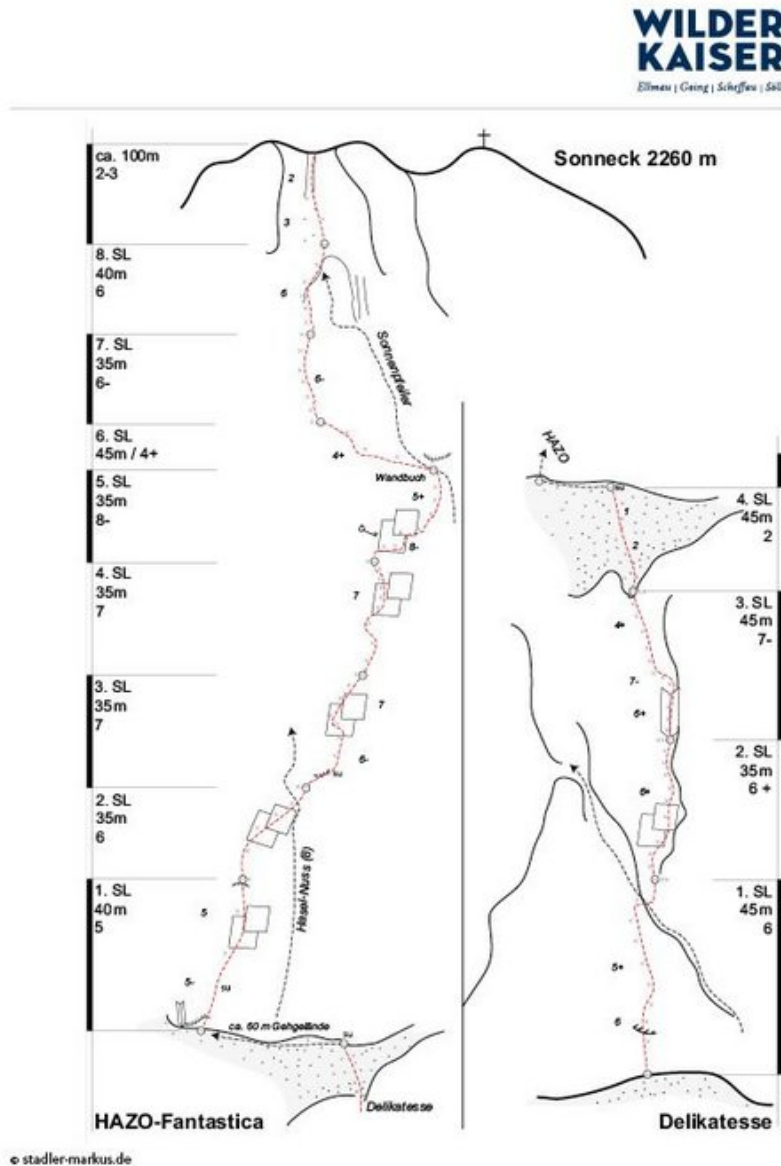 WILDER
KAISER
Ellmau | Going | Scheffau | Söll
Sonneck 2260 m
ca. 100m
2-3
2
3
8. SL
40m
6
6
7. SL
35m
6-
6-
Sonnenpfeiler
6. SL
45m / 4+
4+
Wandbuch
5. SL
35m
8-
5+
8-
4. SL
35m
7
7
3. SL
35m
7
7
6-
SU
2. SL
35m
6
Hasel-Nuss (6)
1. SL
40m
5
5
5-
SU
ca. 60 m Gehgelände
SU
Delikatesse
HAZO-Fantastica
HAZO
SU
1
2
4. SL
45m
2
4+
3. SL
45m
7-
7-
6+
2. SL
35m
6 +
6+
1. SL
45m
6
5+
6
Delikatesse
© stadler-markus.de